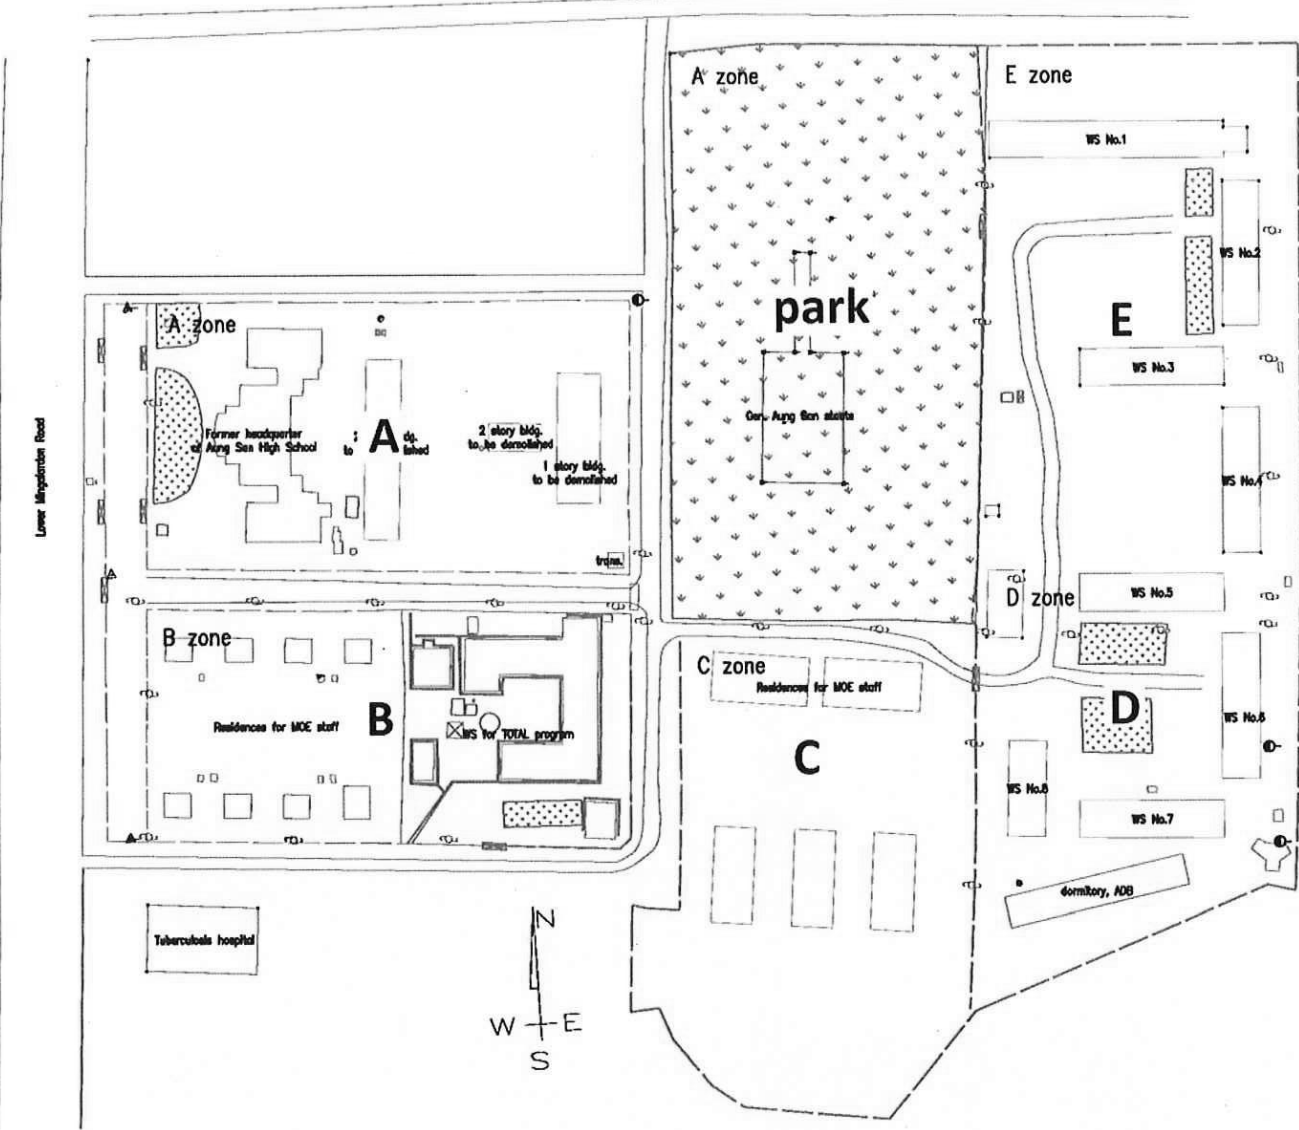 A zone
E zone
WS No.1
WS No.2
park
E
A zone
WS No.3
Gen. Aung San statue
Former headquarter
of Aung San High School
A
to
dg.
lished
2 story bldg.
to be demolished
1 story bldg.
to be demolished
Lower Mingalardon Road
WS No.4
trans.
D zone
WS No.5
B zone
C zone
Residences for MOE staff
Residences for MOE staff
B
WS for TOTAL program
D
WS No.6
C
WS No.8
WS No.7
dormitory, ADB
Tuberculosis hospital
N
W
E
S